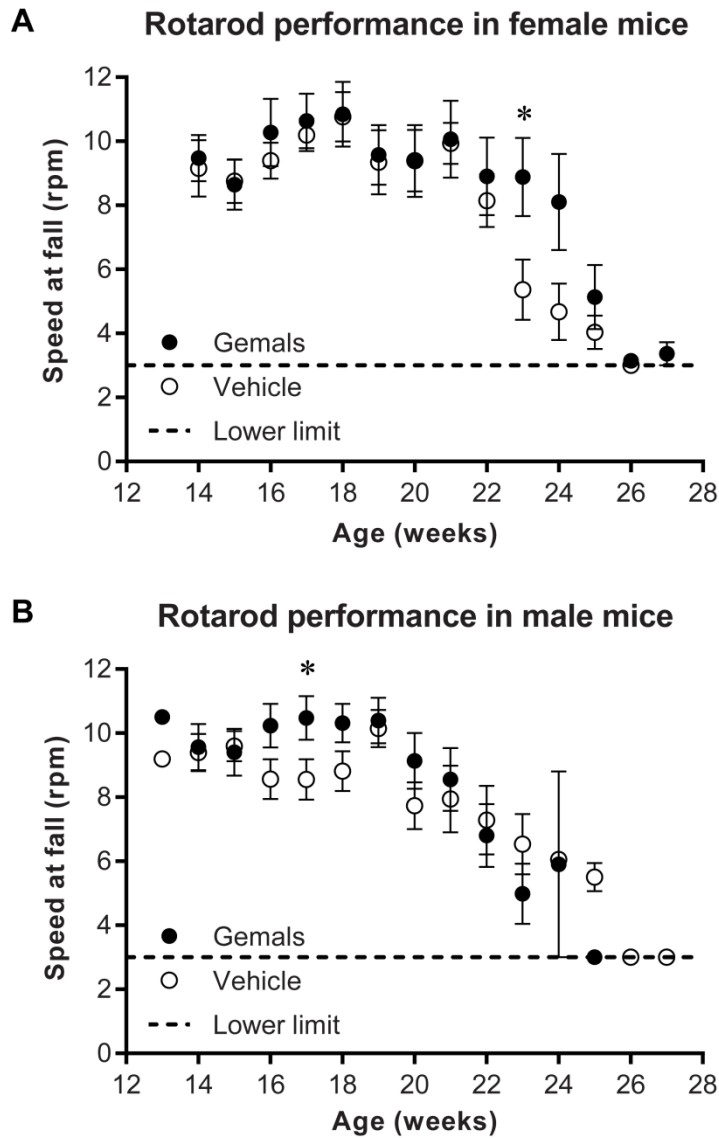 A
Rotarod performance in female mice
12
10
8
6
4
2
0
Speed at fall (rpm)
*
Gemals
Vehicle
Lower limit
12 14 16 18 20 22 24 26 28
Age (weeks)
B
Rotarod performance in male mice
12
10
8
6
4
2
0
Speed at fall (rpm)
*
Gemals
Vehicle
Lower limit
12 14 16 18 20 22 24 26 28
Age (weeks)